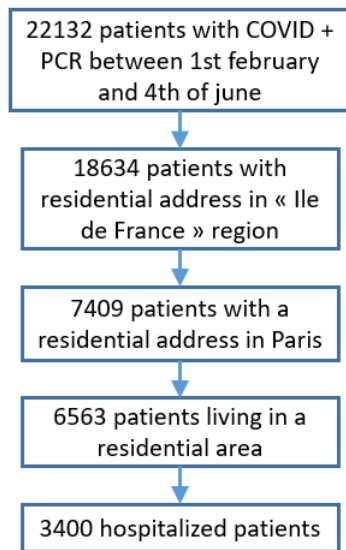 22132 patients with COVID +
PCR between 1st february
and 4th of june
18634 patients with
residential address in « Ile
de France » region
7409 patients with a
residential address in Paris
6563 patients living in a
residential area
3400 hospitalized patients